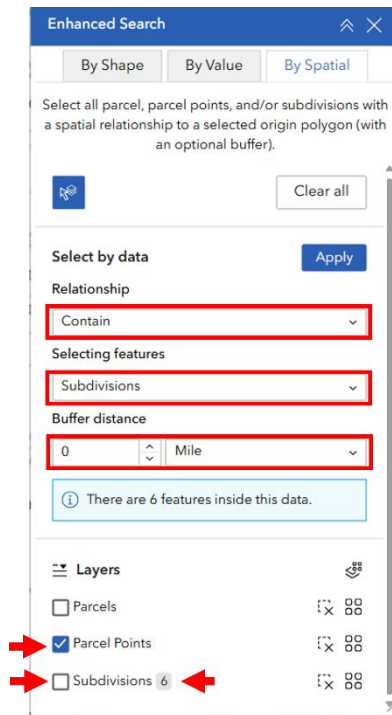 Enhanced Search
By Shape By Value By Spatial
Select all parcel, parcel points, and/or subdivisions with
a spatial relationship to a selected origin polygon (with
an optional buffer).
Clear all
Select by data Apply
Relationship
Contain
Selecting features
Subdivisions
Buffer distance
0 Mile
There are 6 features inside this data.
Layers
Parcels
Parcel Points
Subdivisions 6